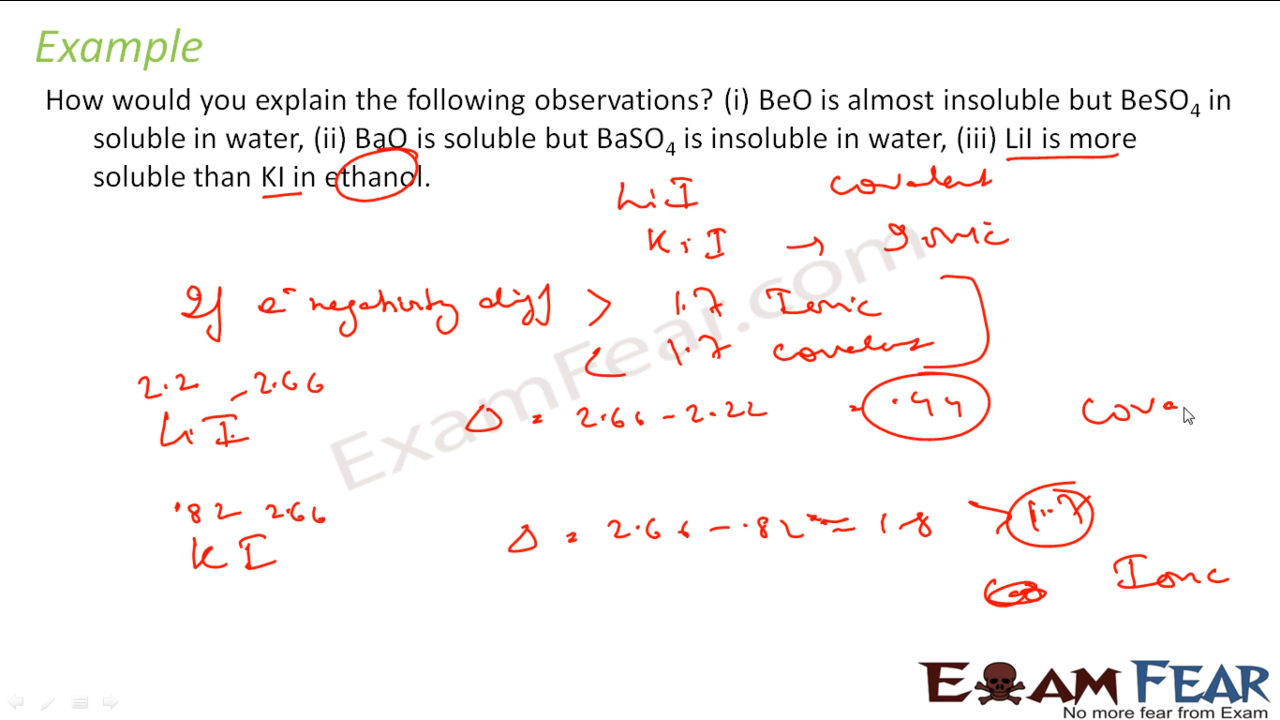 Example
How would you explain the following observations? (i) BeO is almost insoluble but BeSO4 in
soluble in water, (ii) BaO is soluble but BaSO4 is insoluble in water, (iii) LiI is more
soluble than KI in ethanol.
LiI covalent
KI → Ionic
If e- negativity diff > 1.7 Ionic
< 1.7 covalent
2.2 - 2.66
LiI Δ = 2.66 - 2.22 = .44 cova
.82 2.66
KI Δ = 2.66 - .82 = 1.8 > 1.7
Ionc
ExamFear.com
EXAM FEAR
No more fear from Exam